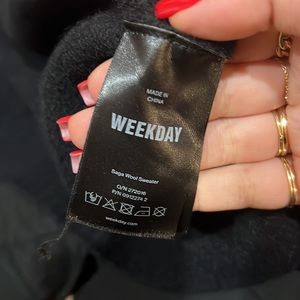 MADE IN
CHINA
WEEKDAY
Saga Wool Sweater
O/N 272016
P/N 0912274 2
weekday.com